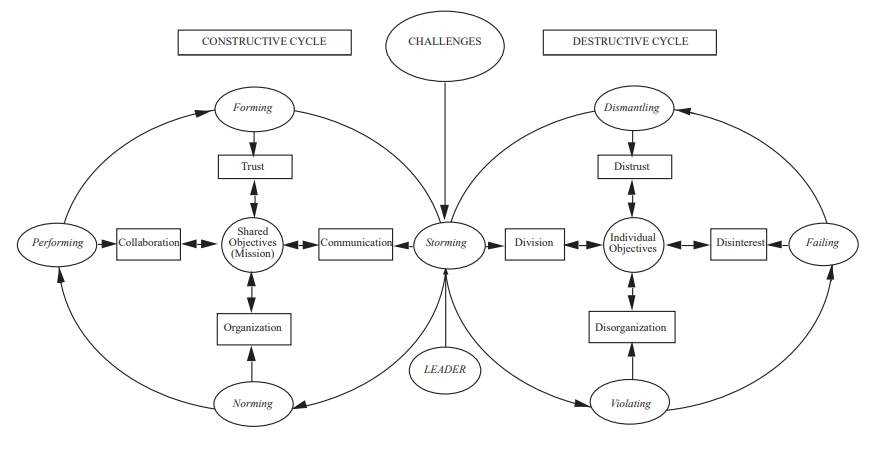 CONSTRUCTIVE CYCLE
CHALLENGES
DESTRUCTIVE CYCLE
Forming
Dismantling
Trust
Distrust
Performing
Collaboration
Shared
Objectives
(Mission)
Communication
Storming
Division
Individual
Objectives
Disinterest
Failing
Organization
Disorganization
LEADER
Norming
Violating